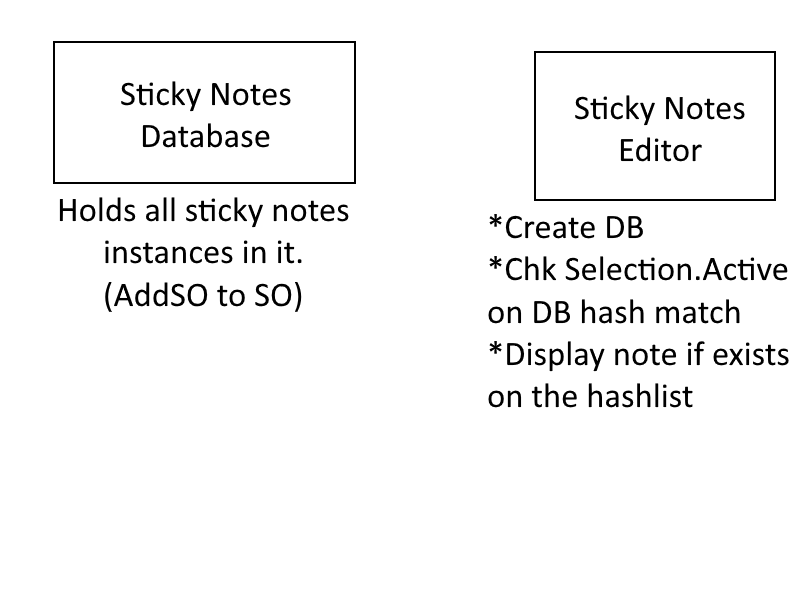 Sticky Notes
Database
Holds all sticky notes
instances in it.
(AddSO to SO)
Sticky Notes
Editor
*Create DB
*Chk Selection.Active
on DB hash match
*Display note if exists
on the hashlist